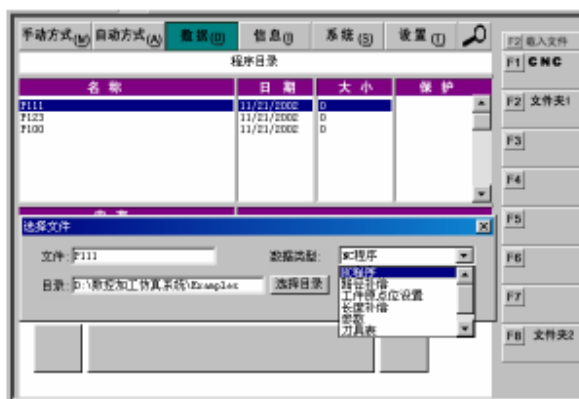 手动方式(M) 自动方式(A) 数据(D) 信息(I) 系统(S) 设置(T)
F2 载入文件
程序目录
F1 CNC
名称 日期 大小 保护
P111 11/21/2002 0
F2 文件夹1
P123 11/21/2002 0
P100 11/21/2002 0
F3
F4
选择文件
F5
文件: P111 数据类型: NC程序
F6
NC程序
目录: D:\数控加工仿真系统\Examples 选择目录
路径补偿
工件原点位设置
F7
长度补偿
参数
刀具表
F8 文件夹2